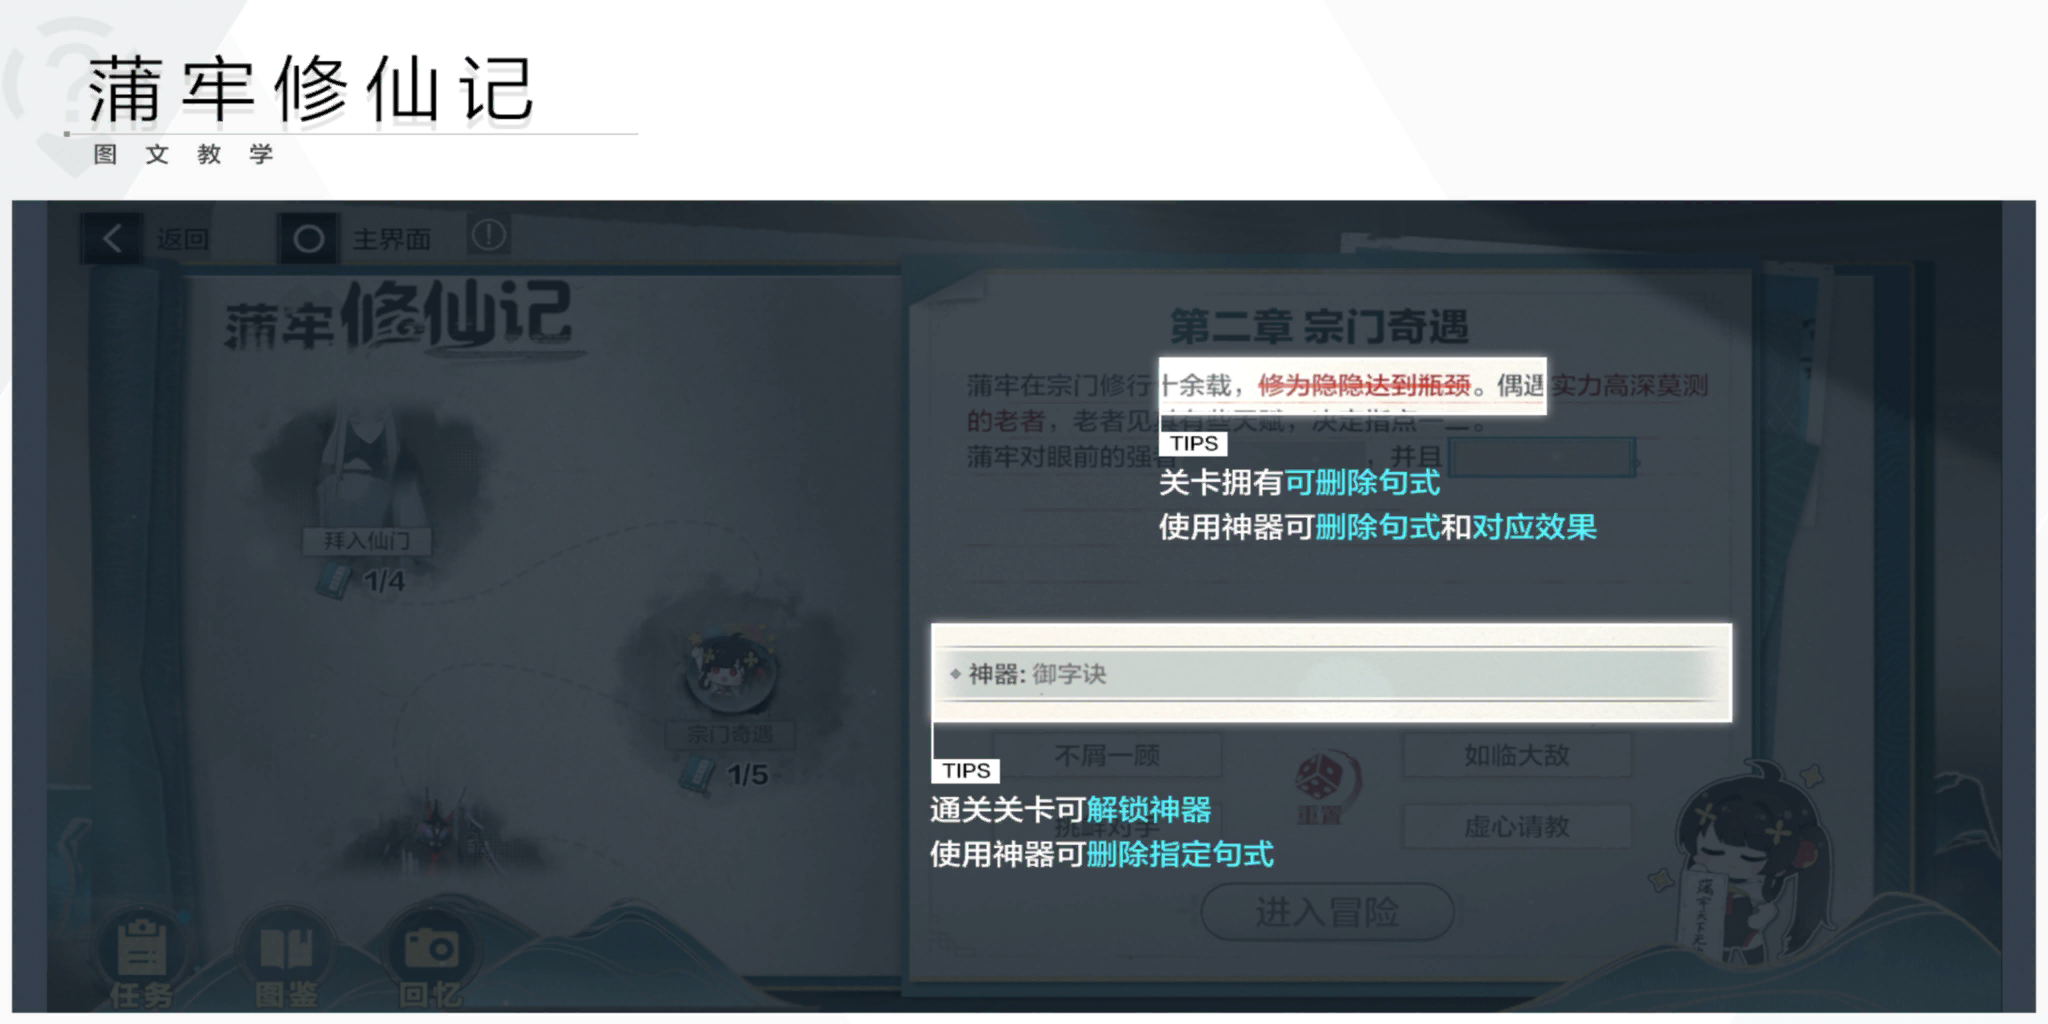 蒲牢修仙记
图文教学
返回
主界面
蒲牢修仙记
第二章 宗门奇遇
蒲牢在宗门修行十余载，修为隐隐达到瓶颈。偶遇实力高深莫测
的老者，老者见其有些天赋，决定指点一二。
蒲牢对眼前的强者，并且。
TIPS
关卡拥有可删除句式
使用神器可删除句式和对应效果
拜入仙门
1/4
神器: 御字诀
宗门奇遇
1/5
不屑一顾
如临大敌
重置
挑衅对手
虚心请教
TIPS
通关关卡可解锁神器
使用神器可删除指定句式
进入冒险
任务
图鉴
回忆